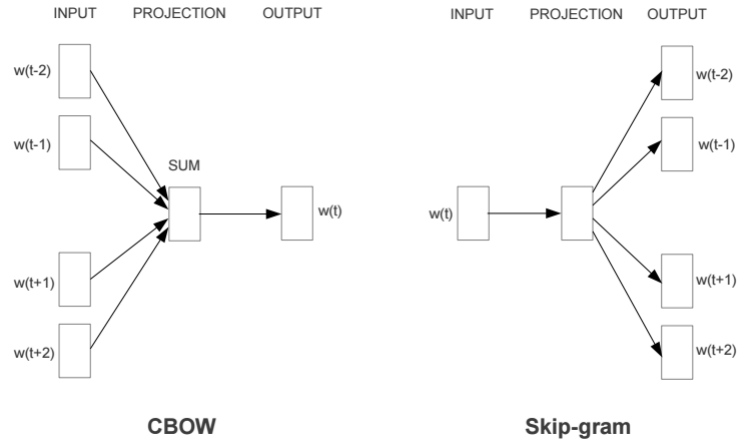 INPUT PROJECTION OUTPUT
w(t-2)
w(t-1)
SUM
w(t)
w(t+1)
w(t+2)
CBOW
INPUT PROJECTION OUTPUT
w(t-2)
w(t-1)
w(t)
w(t+1)
w(t+2)
Skip-gram